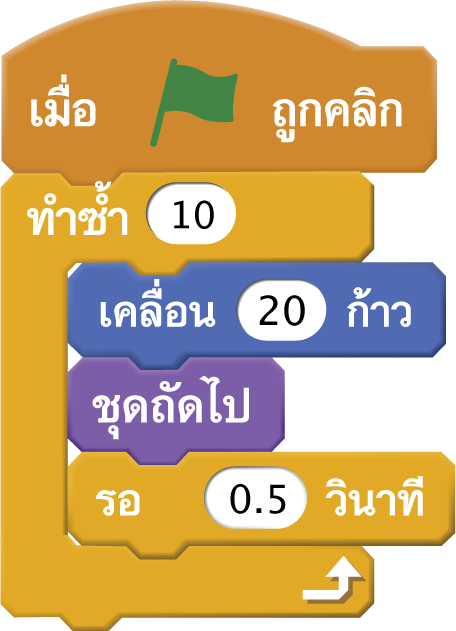 เมื่อ ถูกคลิก
ทำซ้ำ 10
เคลื่อน 20 ก้าว
ชุดถัดไป
รอ 0.5 วินาที